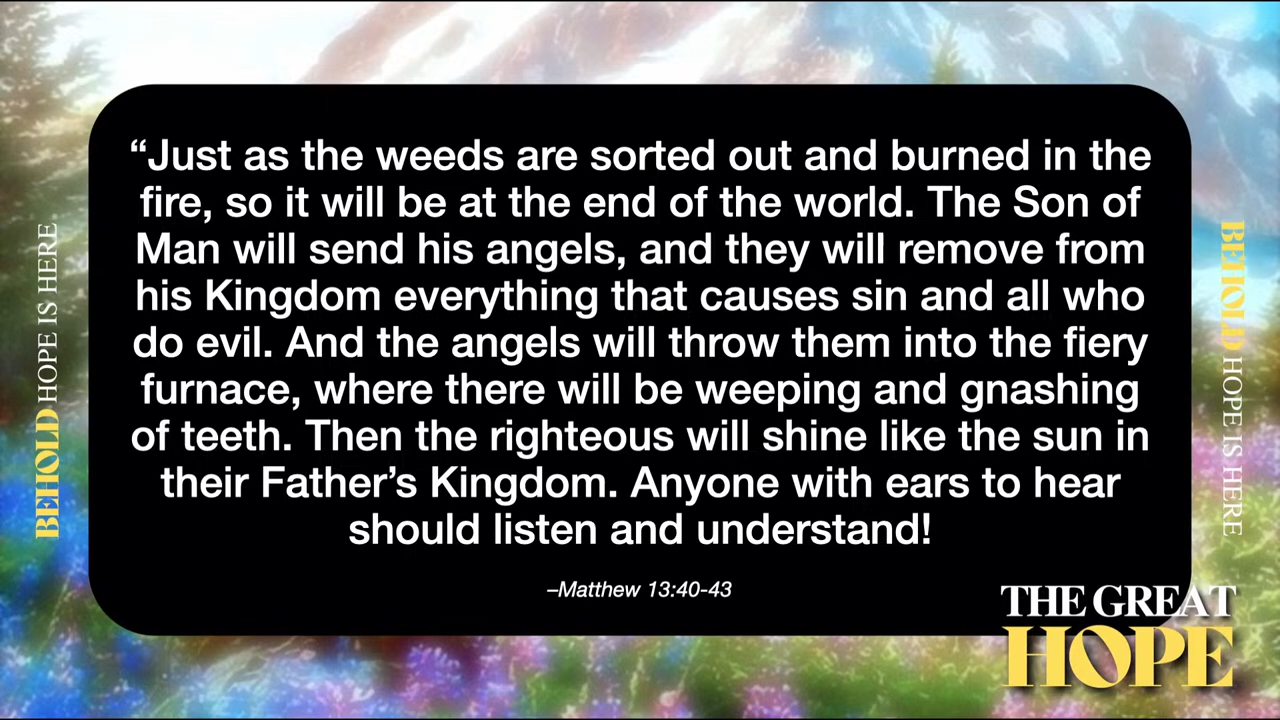 “Just as the weeds are sorted out and burned in the
fire, so it will be at the end of the world. The Son of
Man will send his angels, and they will remove from
his Kingdom everything that causes sin and all who
do evil. And the angels will throw them into the fiery
furnace, where there will be weeping and gnashing
of teeth. Then the righteous will shine like the sun in
their Father’s Kingdom. Anyone with ears to hear
should listen and understand!
–Matthew 13:40-43
BEHOLD HOPE IS HERE
BEHOLD HOPE IS HERE
THE GREAT
HOPE